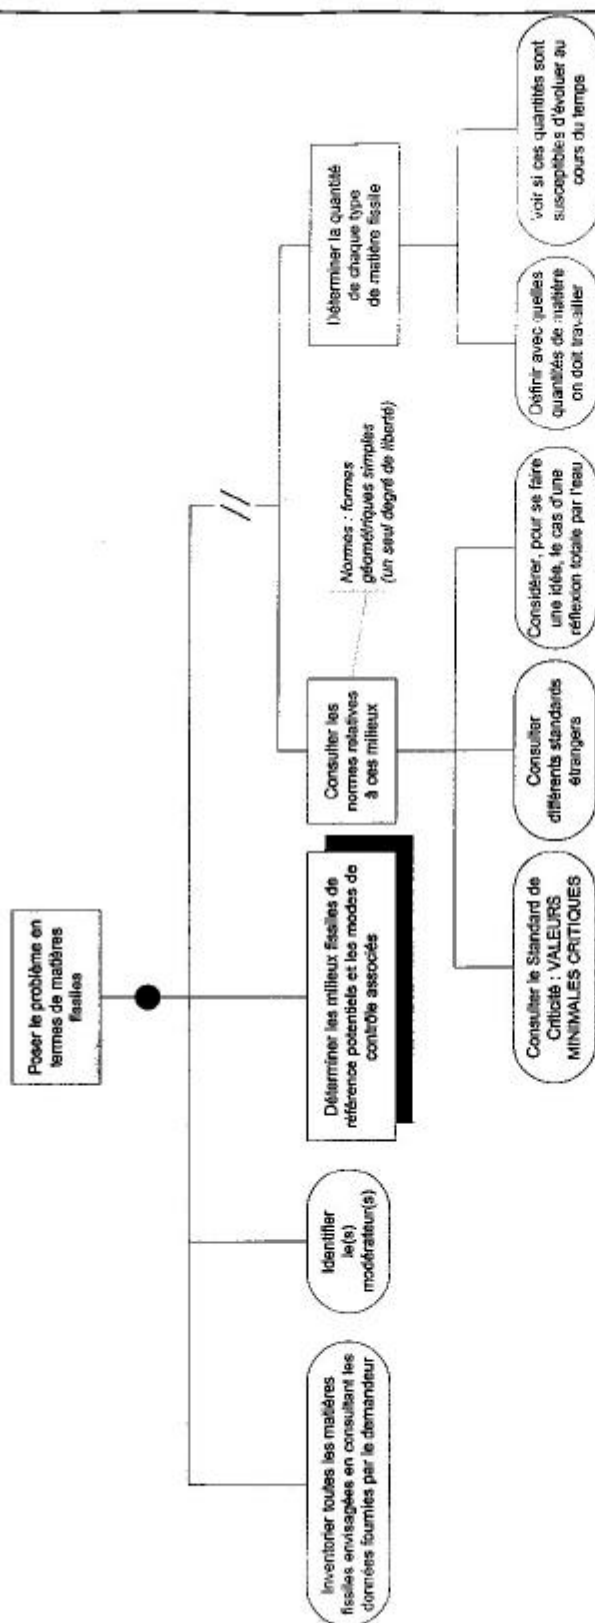 Poser le problème en
termes de matières
fissiles
Inventorier toutes les matières
fissiles envisagées en consultant les
données fournies par le demandeur
Identifier
le(s)
modérateur(s)
Déterminer les milieux fissiles de
référence potentiels et les modes de
contrôle associés
//
Consulter les
normes relatives
à ces milieux
Normes : formes
géométriques simples
(un seul degré de liberté)
Déterminer la quantité
de chaque type
de matière fissile
Consulter le Standard de
Criticité : VALEURS
MINIMALES CRITIQUES
Consulter
différents standards
étrangers
Considérer, pour se faire
une idée, le cas d'une
réflexion totale par l'eau
Définir avec quelles
quantités de matière
on doit travailler
Voir si ces quantités sont
susceptibles d'évoluer au
cours du temps